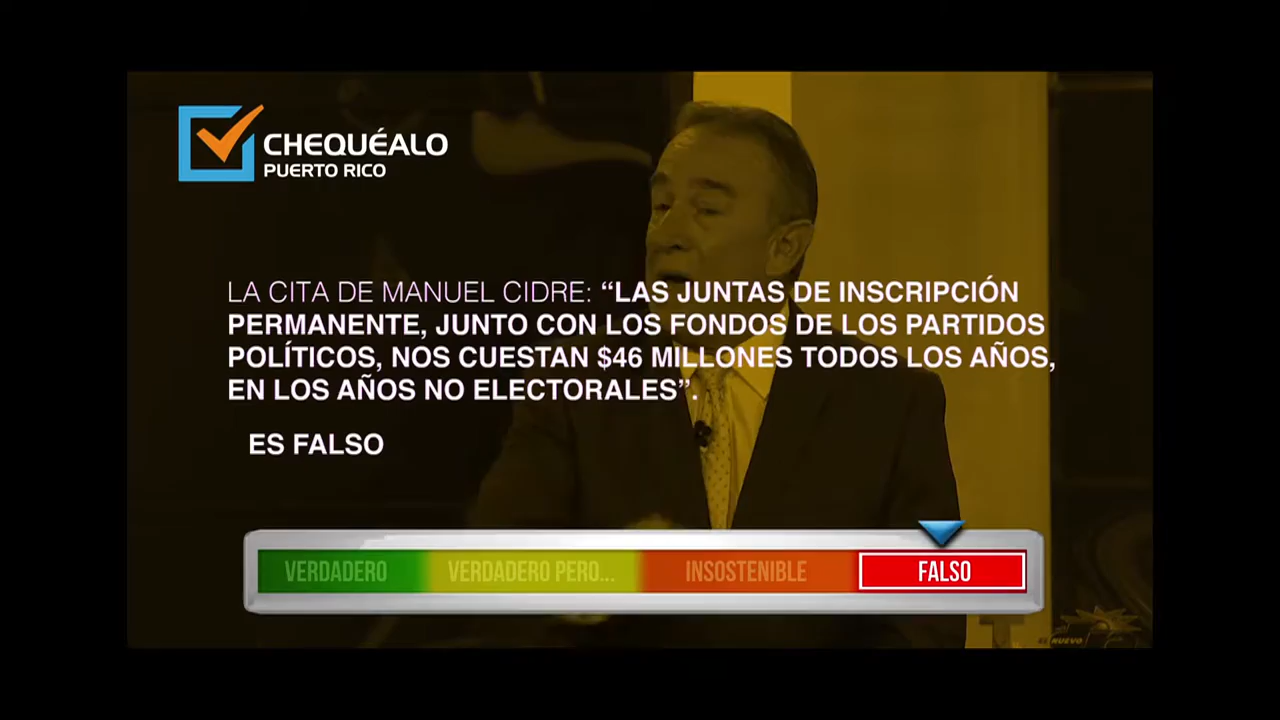 CHEQUÉALO
PUERTO RICO
LA CITA DE MANUEL CIDRE: “LAS JUNTAS DE INSCRIPCIÓN
PERMANENTE, JUNTO CON LOS FONDOS DE LOS PARTIDOS
POLÍTICOS, NOS CUESTAN $46 MILLONES TODOS LOS AÑOS,
EN LOS AÑOS NO ELECTORALES”.
ES FALSO
VERDADERO VERDADERO PERO... INSOSTENIBLE FALSO
EL NUEVO